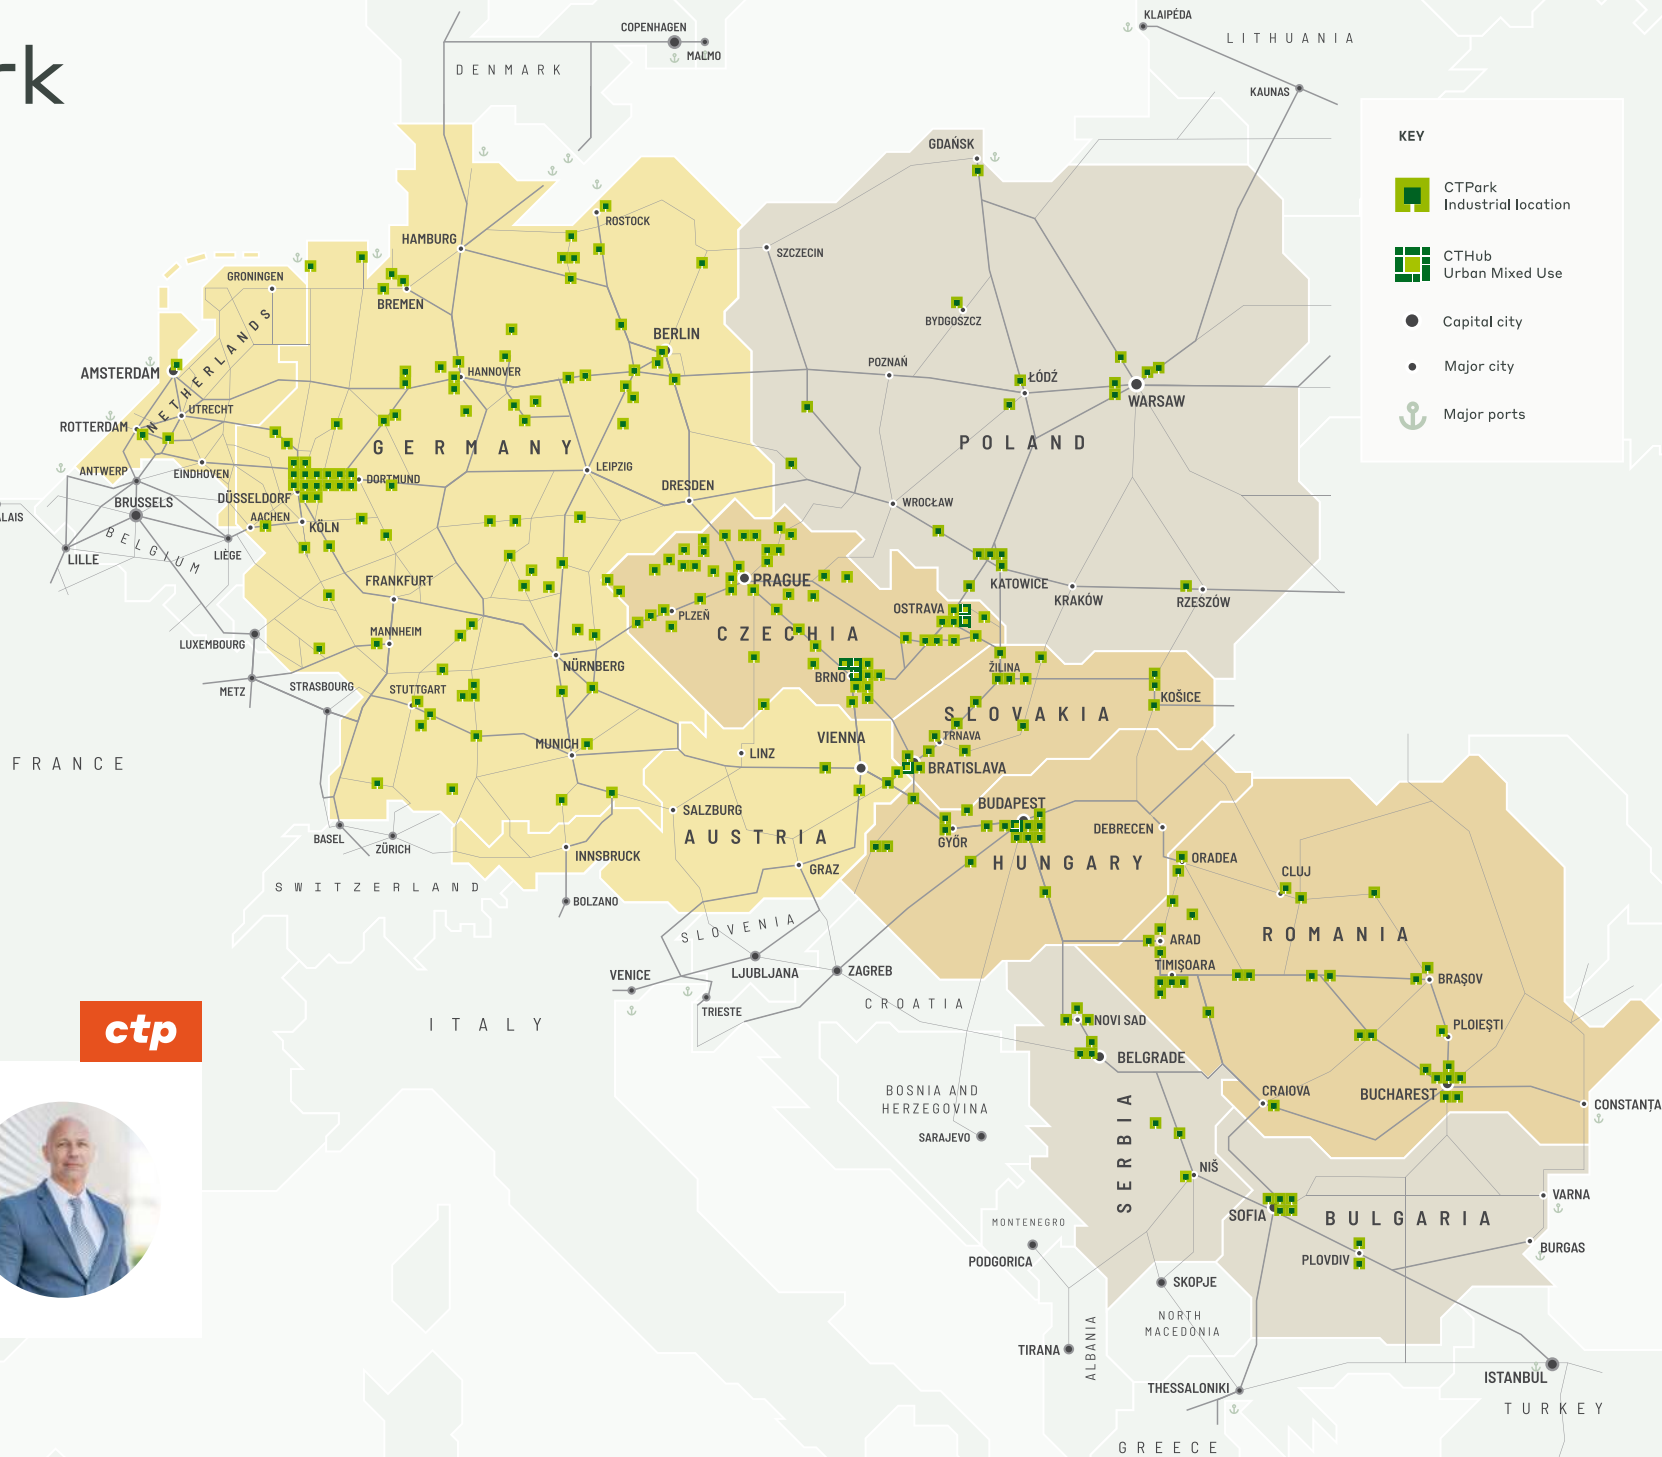 rk
COPENHAGEN
MALMO
DENMARK
KLAIPĖDA
LITHUANIA
KAUNAS
KEY
CTPark
Industrial location
CTHub
Urban Mixed Use
Capital city
Major city
Major ports
GDAŃSK
ROSTOCK
HAMBURG
SZCZECIN
GRONINGEN
BREMEN
BYDGOSZCZ
BERLIN
NETHERLANDS
AMSTERDAM
HANNOVER
POZNAŃ
ŁÓDŹ
WARSAW
UTRECHT
ROTTERDAM
GERMANY
POLAND
ANTWERP
EINDHOVEN
DORTMUND
LEIPZIG
DRESDEN
BRUSSELS
DÜSSELDORF
WROCŁAW
ALAIS
AACHEN
KÖLN
BELGIUM
LIÈGE
LILLE
FRANKFURT
PRAGUE
KATOWICE
KRAKÓW
RZESZÓW
OSTRAVA
PLZEŇ
CZECHIA
LUXEMBOURG
MANNHEIM
NÜRNBERG
ŽILINA
BRNO
METZ
STRASBOURG
STUTTGART
KOŠICE
SLOVAKIA
TRNAVA
VIENNA
MUNICH
LINZ
BRATISLAVA
FRANCE
BUDAPEST
SALZBURG
AUSTRIA
GYŐR
DEBRECEN
BASEL
ZÜRICH
INNSBRUCK
HUNGARY
ORADEA
CLUJ
GRAZ
SWITZERLAND
BOLZANO
SLOVENIA
ROMANIA
ARAD
TIMIȘOARA
BRAȘOV
VENICE
LJUBLJANA
ZAGREB
CROATIA
TRIESTE
ITALY
NOVI SAD
PLOIEȘTI
ctp
BELGRADE
BOSNIA AND
HERZEGOVINA
CRAIOVA
BUCHAREST
CONSTANȚA
SARAJEVO
SERBIA
NIŠ
VARNA
SOFIA
BULGARIA
MONTENEGRO
PODGORICA
PLOVDIV
BURGAS
SKOPJE
NORTH
MACEDONIA
TIRANA
ALBANIA
THESSALONIKI
ISTANBUL
TURKEY
GREECE